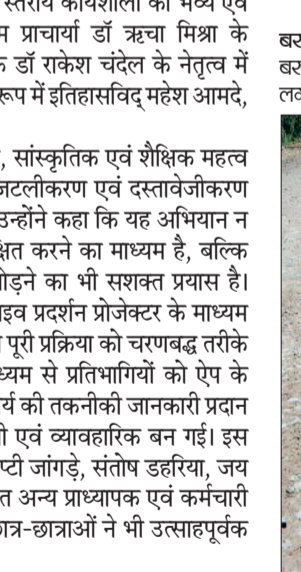 स्तरीय कार्यशाला का भव्य एवं
प्राचार्या डॉ ऋचा मिश्रा के
डॉ राकेश चंदेल के नेतृत्व में
रूप में इतिहासविद् महेश आमदे,
, सांस्कृतिक एवं शैक्षिक महत्व
जटलीकरण एवं दस्तावेजीकरण
उन्होंने कहा कि यह अभियान न
क्षित करने का माध्यम है, बल्कि
जोड़ने का भी सशक्त प्रयास है।
इव प्रदर्शन प्रोजेक्टर के माध्यम
पूरी प्रक्रिया को चरणबद्ध तरीके
ध्यम से प्रतिभागियों को ऐप के
र्य की तकनीकी जानकारी प्रदान
एवं व्यावहारिक बन गई। इस
प्टी जांगड़े, संतोष डहरिया, जय
त अन्य प्राध्यापक एवं कर्मचारी
ात्र-छात्राओं ने भी उत्साहपूर्वक
बर
बर